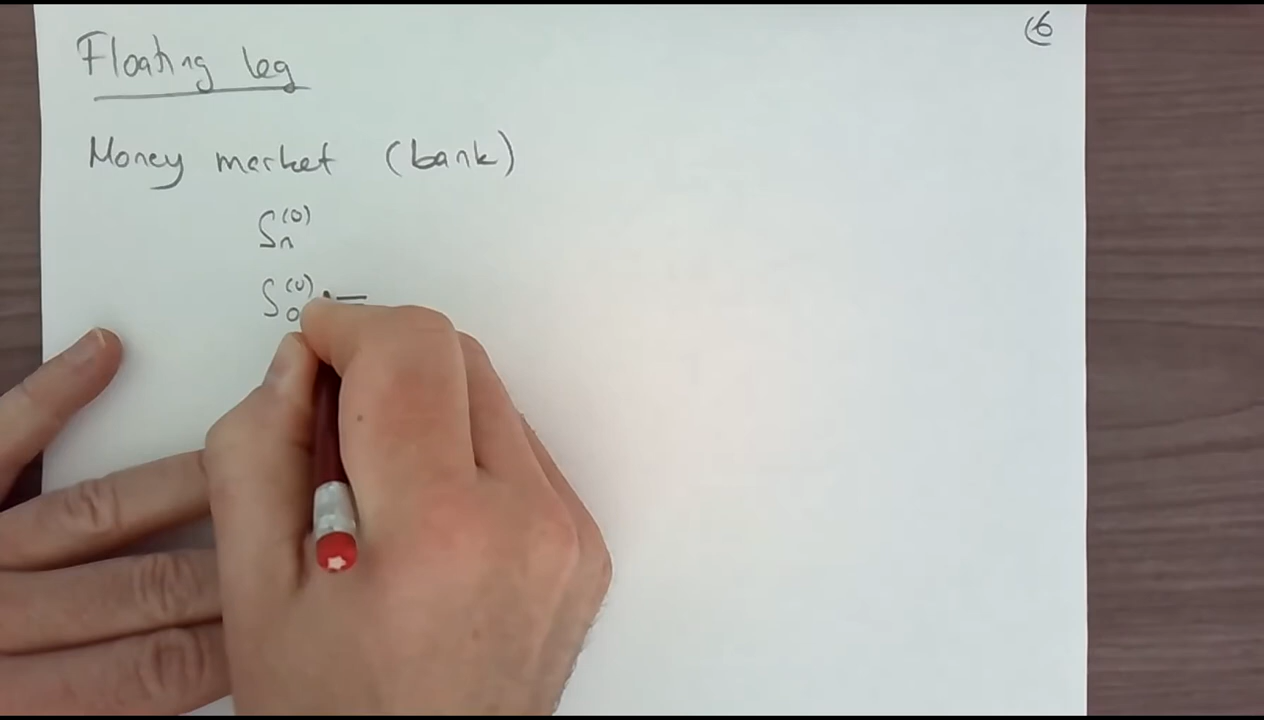 (6
Floating leg
Money market (bank)
S_n^(0)
S_0^(0) :=